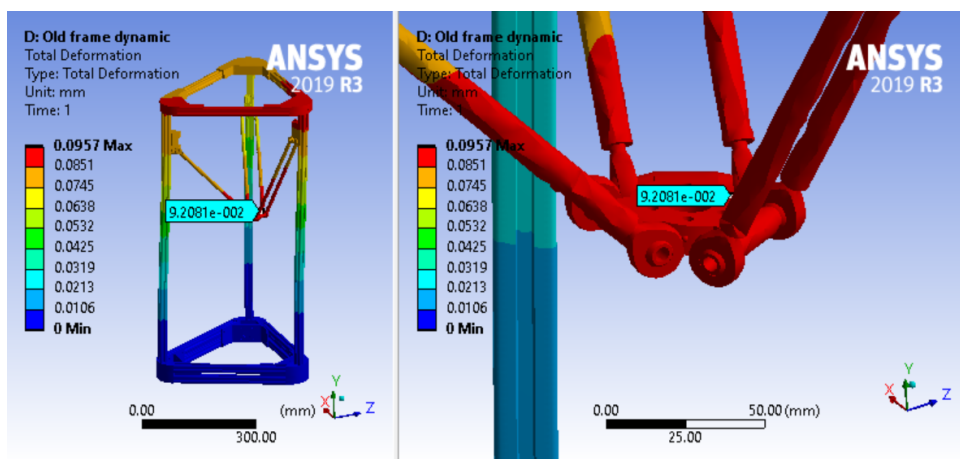 D: Old frame dynamic
Total Deformation
Type: Total Deformation
Unit: mm
Time: 1
ANSYS
2019 R3
0.0957 Max
0.0851
0.0745
0.0638
0.0532
0.0425
0.0319
0.0213
0.0106
0 Min
9.2081e-002
0.00
(mm)
300.00
Y
X
Z
D: Old frame dynamic
Total Deformation
Type: Total Deformation
Unit: mm
Time: 1
ANSYS
2019 R3
0.0957 Max
0.0851
0.0745
0.0638
0.0532
0.0425
0.0319
0.0213
0.0106
0 Min
9.2081e-002
0.00
50.00 (mm)
25.00
Y
X
Z